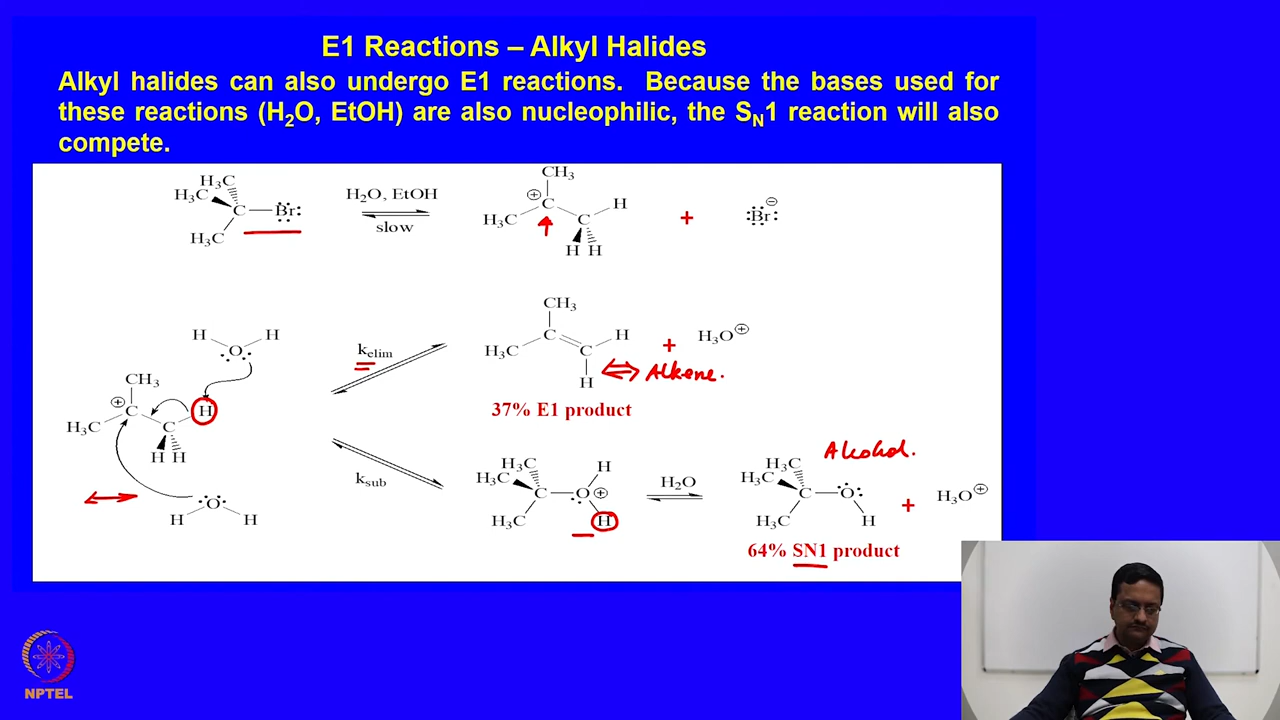 E1 Reactions – Alkyl Halides
Alkyl halides can also undergo E1 reactions. Because the bases used for
these reactions (H₂O, EtOH) are also nucleophilic, the S_N1 reaction will also
compete.
H₃C
H₃C
C
Br
H₃C
H₂O, EtOH
slow
CH₃
⊕
C
H₃C
C
H
H H
+
:Br: ⊖
H
H
O
CH₃
⊕
C
H
H₃C
C
H H
O
H
H
k_elim
k_sub
CH₃
C
H₃C
C
H
H
+
H₃O⊕
Alkene.
37% E1 product
H₃C
H₃C
C
O
⊕
H
H
H₃C
H₂O
Alcohol.
H₃C
H₃C
C
O
H
H₃C
+
H₃O⊕
64% SN1 product
NPTEL